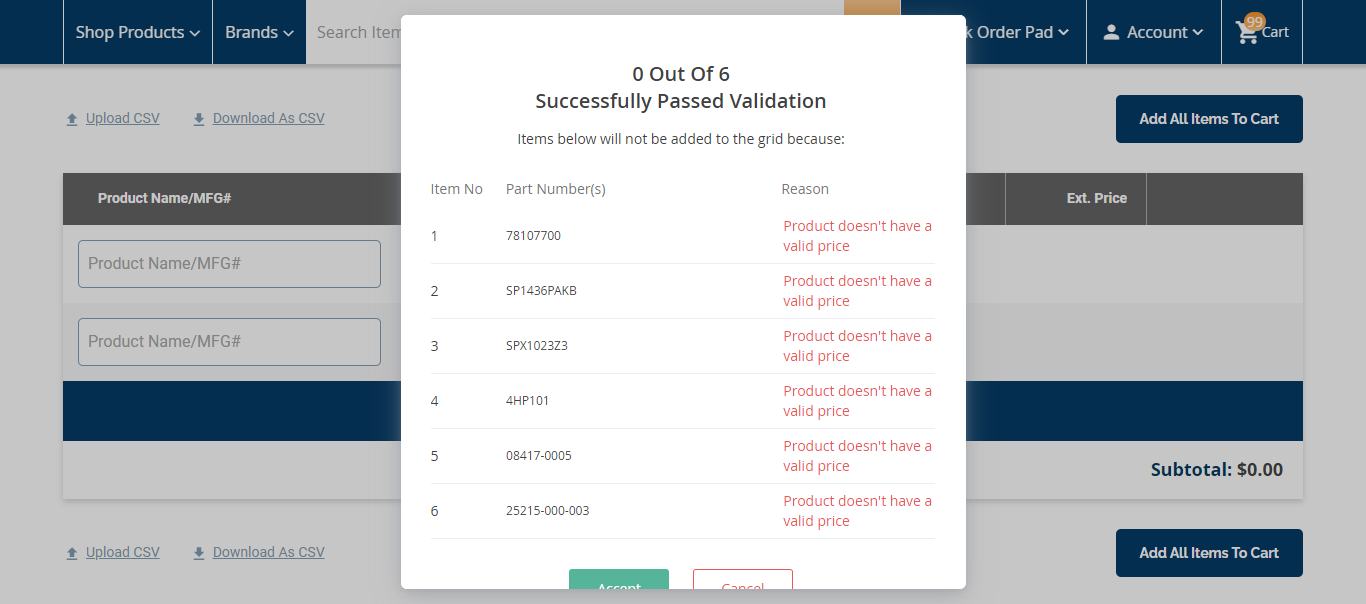 Shop Products
Brands
Search Item
k Order Pad
Account
99
Cart
Upload CSV
Download As CSV
Add All Items To Cart
0 Out Of 6
Successfully Passed Validation
Items below will not be added to the grid because:
Item No Part Number(s) Reason
1 78107700 Product doesn't have a
valid price
2 SP1436PAKB Product doesn't have a
valid price
3 SPX1023Z3 Product doesn't have a
valid price
4 4HP101 Product doesn't have a
valid price
5 08417-0005 Product doesn't have a
valid price
6 25215-000-003 Product doesn't have a
valid price
Accept
Cancel
Product Name/MFG#
Ext. Price
Product Name/MFG#
Product Name/MFG#
Subtotal: $0.00
Upload CSV
Download As CSV
Add All Items To Cart